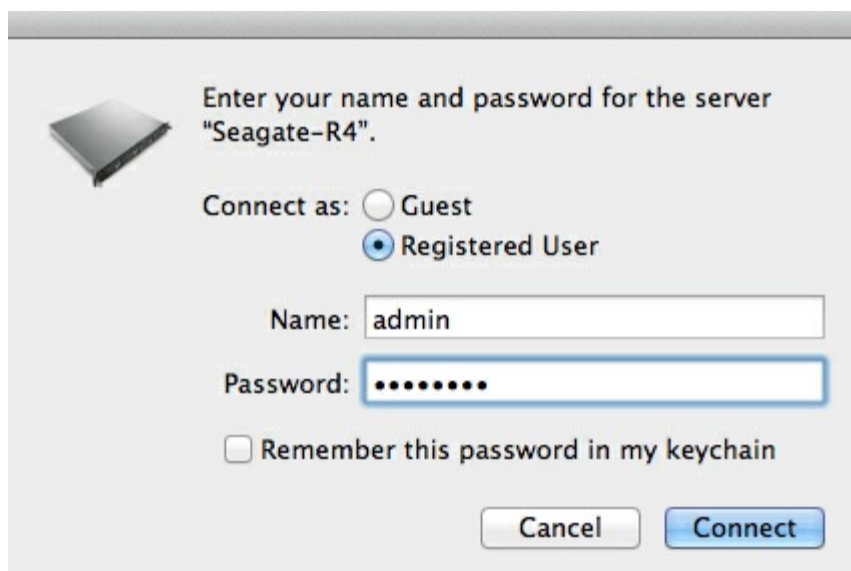 Enter your name and password for the server
“Seagate-R4”.
Connect as: Guest
Registered User
Name: admin
Password: ••••••••
Remember this password in my keychain
Cancel Connect